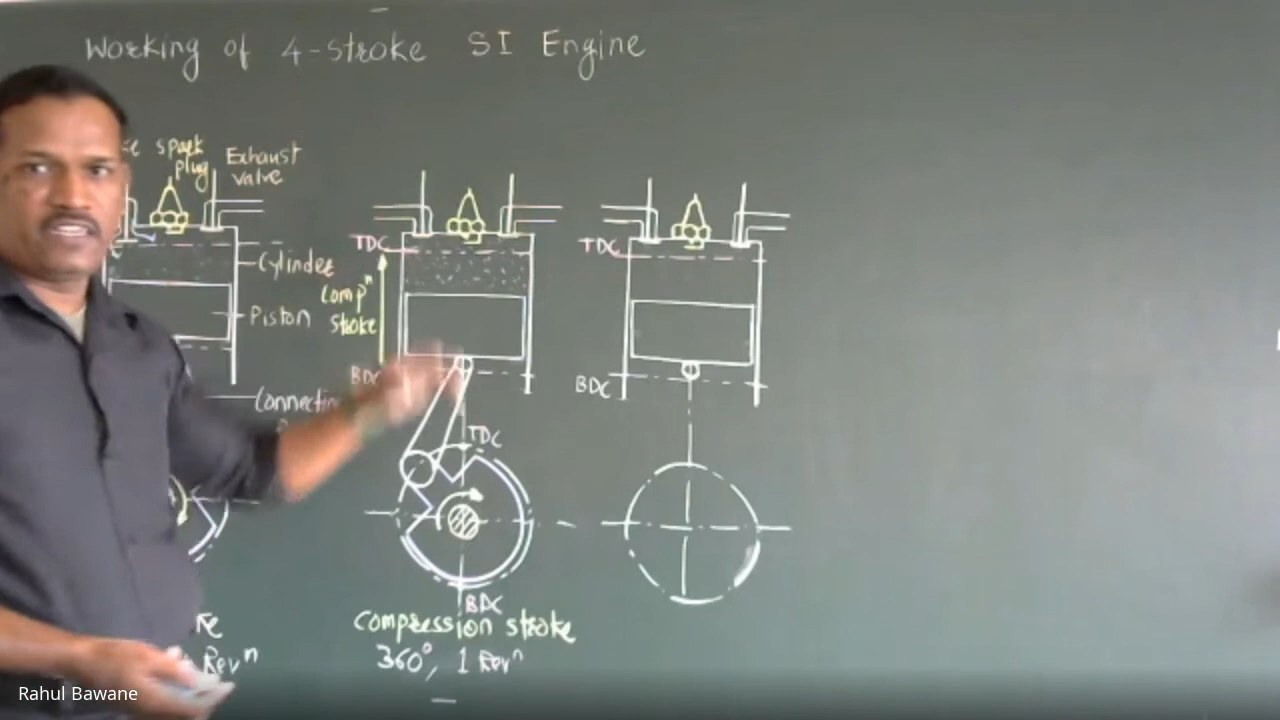 Working of 4-stroke SI Engine
spark
plug
Exhaust
valve
Cylinder
Piston
TDC
Compⁿ
stroke
BDC
TDC
BDC
compression stroke
360°, 1 Revⁿ
Revⁿ
TDC
BDC
Rahul Bawane